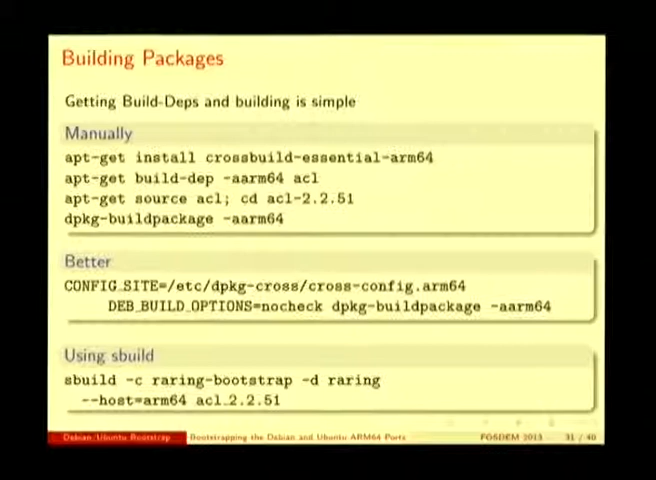 Building Packages
Getting Build-Deps and building is simple
Manually
apt-get install crossbuild-essential-arm64
apt-get build-dep -aarm64 acl
apt-get source acl; cd acl-2.2.51
dpkg-buildpackage -aarm64
Better
CONFIG_SITE=/etc/dpkg-cross/cross-config.arm64
DEB_BUILD_OPTIONS=nocheck dpkg-buildpackage -aarm64
Using sbuild
sbuild -c raring-bootstrap -d raring
--host=arm64 acl_2.2.51
Debian/Ubuntu Bootstrap Bootstrapping the Debian and Ubuntu ARM64 Ports FOSDEM 2013 31 / 40